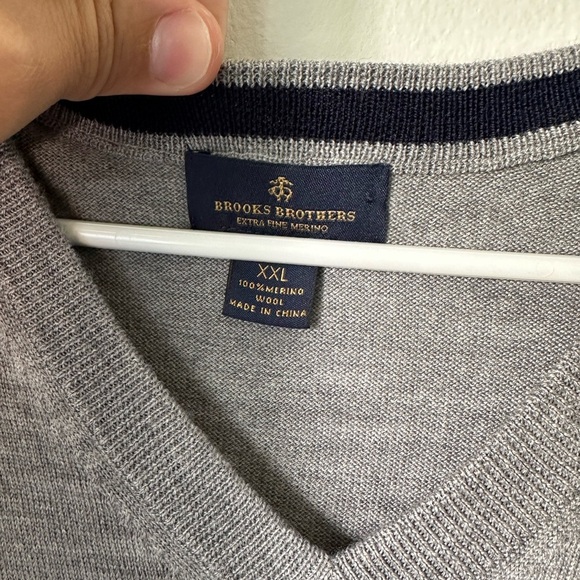 BROOKS BROTHERS
EXTRA FINE MERINO
XXL
100% MERINO
WOOL
MADE IN CHINA